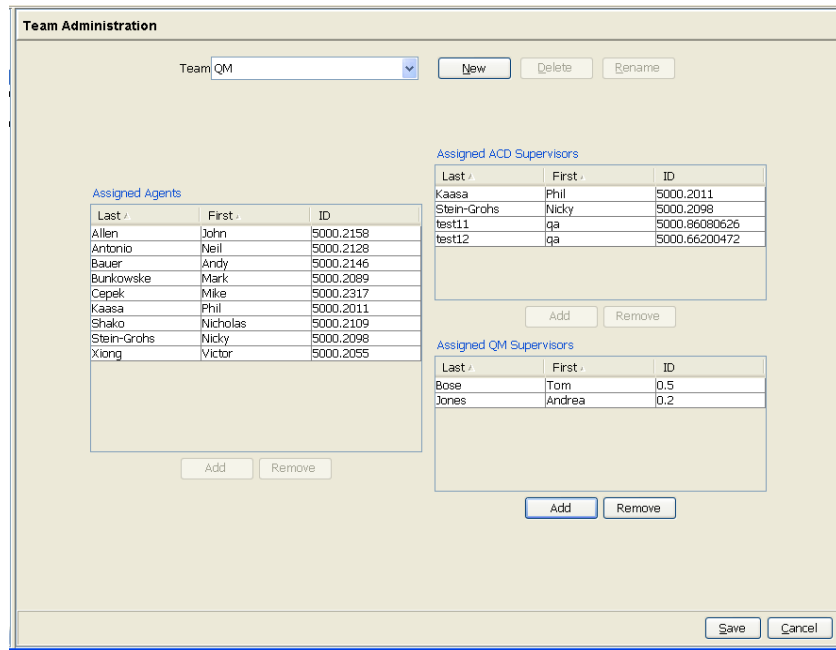 Team Administration
Team QM New Delete Rename
Assigned Agents
Last First ID
Allen John 5000.2158
Antonio Neil 5000.2128
Bauer Andy 5000.2146
Bunkowske Mark 5000.2089
Cepek Mike 5000.2317
Kaasa Phil 5000.2011
Shako Nicholas 5000.2109
Stein-Grohs Nicky 5000.2098
Xiong Victor 5000.2055
Add Remove
Assigned ACD Supervisors
Last First ID
Kaasa Phil 5000.2011
Stein-Grohs Nicky 5000.2098
test11 qa 5000.86080626
test12 qa 5000.66200472
Add Remove
Assigned QM Supervisors
Last First ID
Bose Tom 0.5
Jones Andrea 0.2
Add Remove
Save Cancel